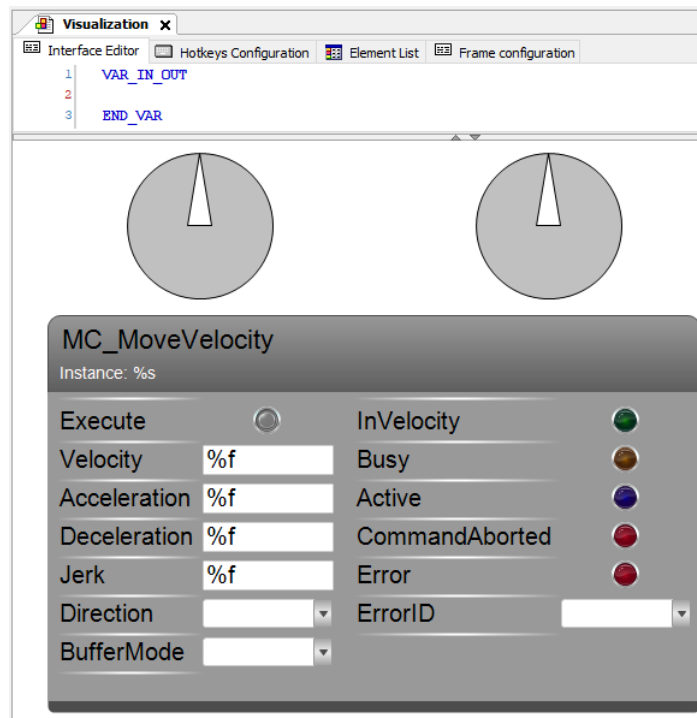 Visualization
Interface Editor Hotkeys Configuration Element List Frame configuration
1 VAR_IN_OUT
2
3 END_VAR
MC_MoveVelocity
Instance: %s
Execute InVelocity
Velocity %f Busy
Acceleration %f Active
Deceleration %f CommandAborted
Jerk %f Error
Direction ErrorID
BufferMode